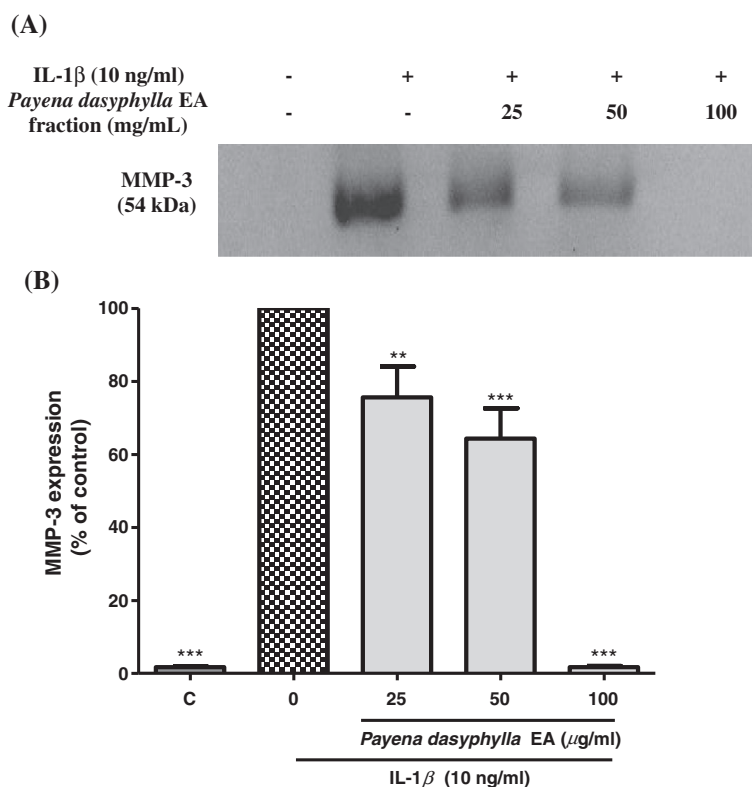 (A)
IL-1β (10 ng/ml) - + + + +
Payena dasyphylla EA
fraction (mg/mL) - - 25 50 100
MMP-3
(54 kDa)
(B)
MMP-3 expression
(% of control)
100
80
60
40
20
0
***
**
***
***
C 0 25 50 100
Payena dasyphylla EA (μg/ml)
IL-1β (10 ng/ml)